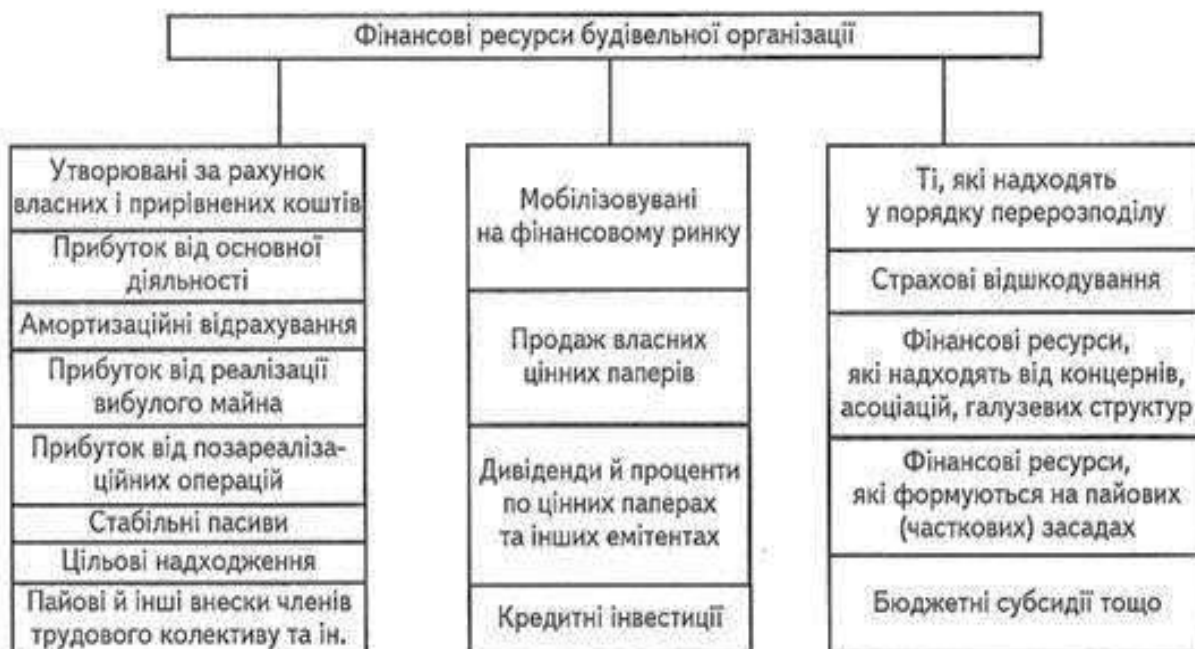 Фінансові ресурси будівельної організації
Утворювані за рахунок
власних і прирівнених коштів
Прибуток від основної
діяльності
Амортизаційні відрахування
Прибуток від реалізації
вибулого майна
Прибуток від позареаліза-
ційних операцій
Стабільні пасиви
Цільові надходження
Пайові й інші внески членів
трудового колективу та ін.
Мобілізовувані
на фінансовому ринку
Продаж власних
цінних паперів
Дивіденди й проценти
по цінних паперах
та інших емітентах
Кредитні інвестиції
Ті, які надходять
у порядку перерозподілу
Страхові відшкодування
Фінансові ресурси,
які надходять від концернів,
асоціацій, галузевих структур
Фінансові ресурси,
які формуються на пайових
(часткових) засадах
Бюджетні субсидії тощо